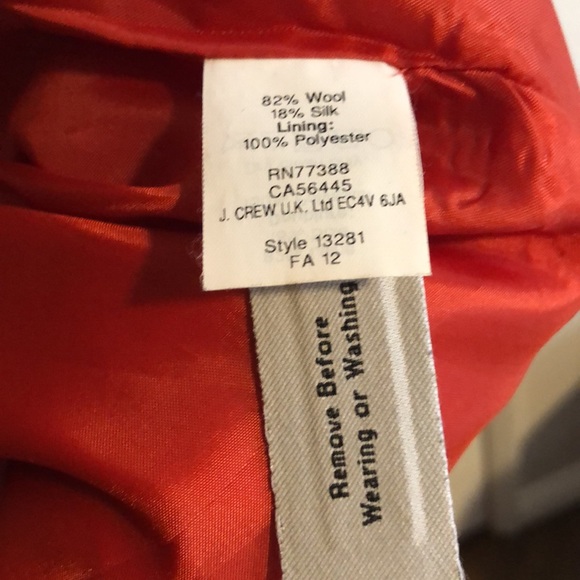 82% Wool
18% Silk
Lining:
100% Polyester
RN77388
CA56445
J. CREW U.K. Ltd EC4V 6JA
Style 13281
FA 12
Remove Before
Wearing or Washing